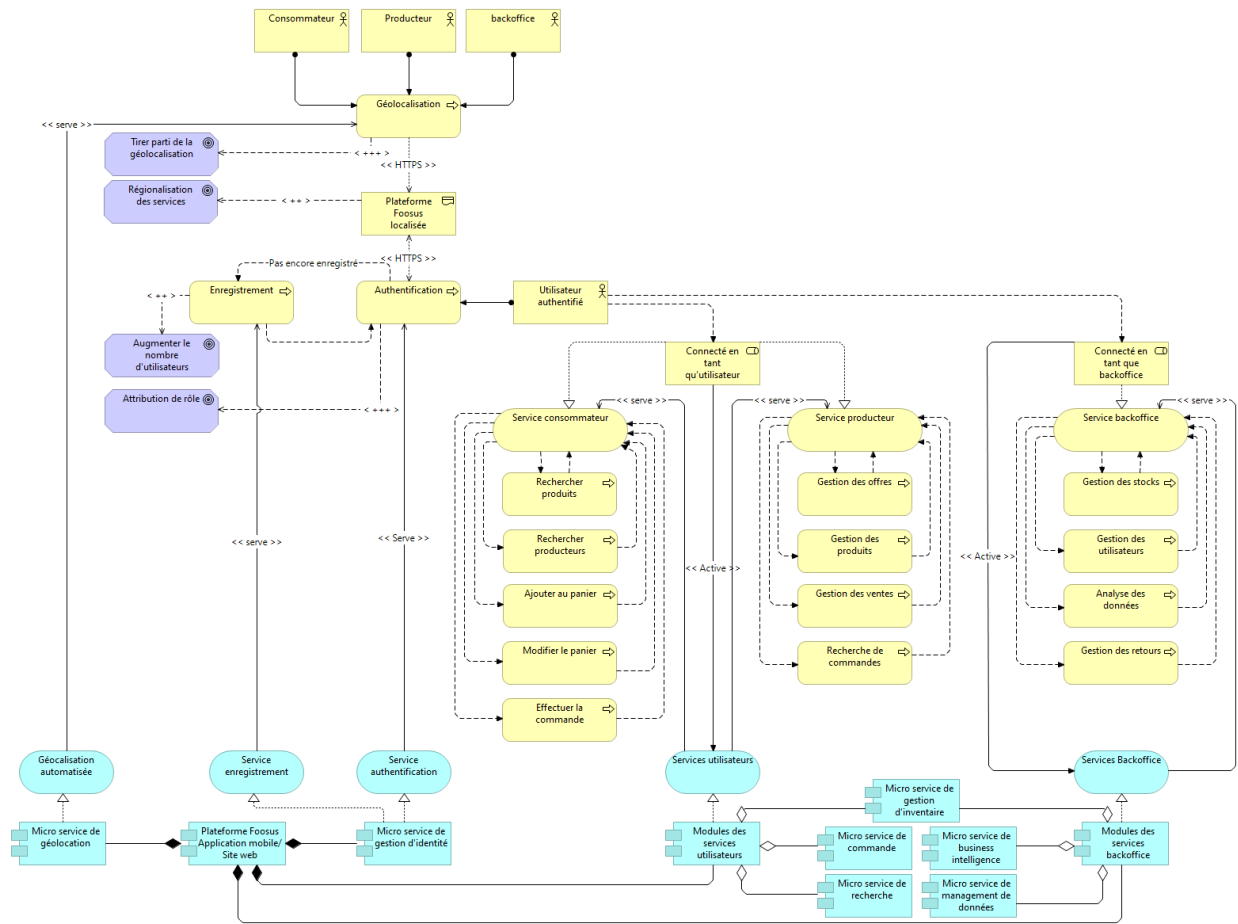 Consommateur
Producteur
backoffice
Géolocalisation
<< serve >>
Tirer parti de la
géolocalisation
< +++ >
<< HTTPS >>
Régionalisation
des services
< ++ >
Plateforme
Foosus
localisée
<< HTTPS >>
Pas encore enregistré
Enregistrement
Authentification
Utilisateur
authentifié
< ++ >
Augmenter le
nombre
d'utilisateurs
Connecté en
tant
qu'utilisateur
Connecté en
tant que
backoffice
Attribution de rôle
< +++ >
<< serve >>
<< serve >>
<< serve >>
Service consommateur
Service producteur
Service backoffice
Rechercher
produits
Gestion des offres
Gestion des stocks
Rechercher
producteurs
Gestion des
produits
Gestion des
utilisateurs
<< serve >>
<< Serve >>
<< Active >>
<< Active >>
Ajouter au panier
Gestion des ventes
Analyse des
données
Modifier le panier
Recherche de
commandes
Gestion des retours
Effectuer la
commande
Géocalisation
automatisée
Service
enregistrement
Service
authentification
Services utilisateurs
Services Backoffice
Micro service de
gestion
d'inventaire
Micro service de
géolocation
Plateforme Foosus
Application mobile/
Site web
Micro service de
gestion d'identité
Modules des
services
utilisateurs
Micro service de
commande
Micro service de
business
intelligence
Modules des
services
backoffice
Micro service de
recherche
Micro service de
management de
données